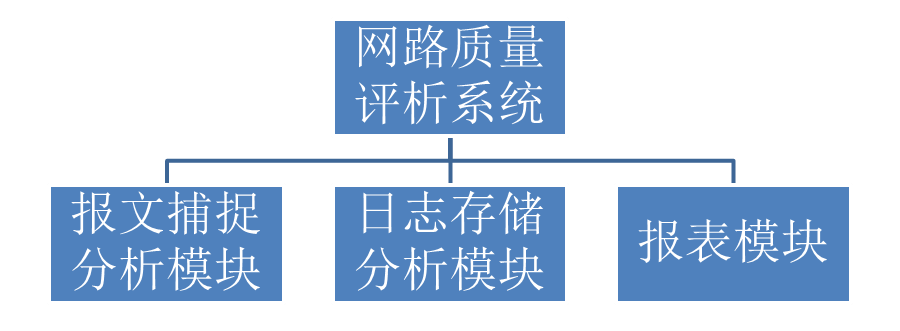 网路质量
评析系统
报文捕捉
分析模块
日志存储
分析模块
报表模块